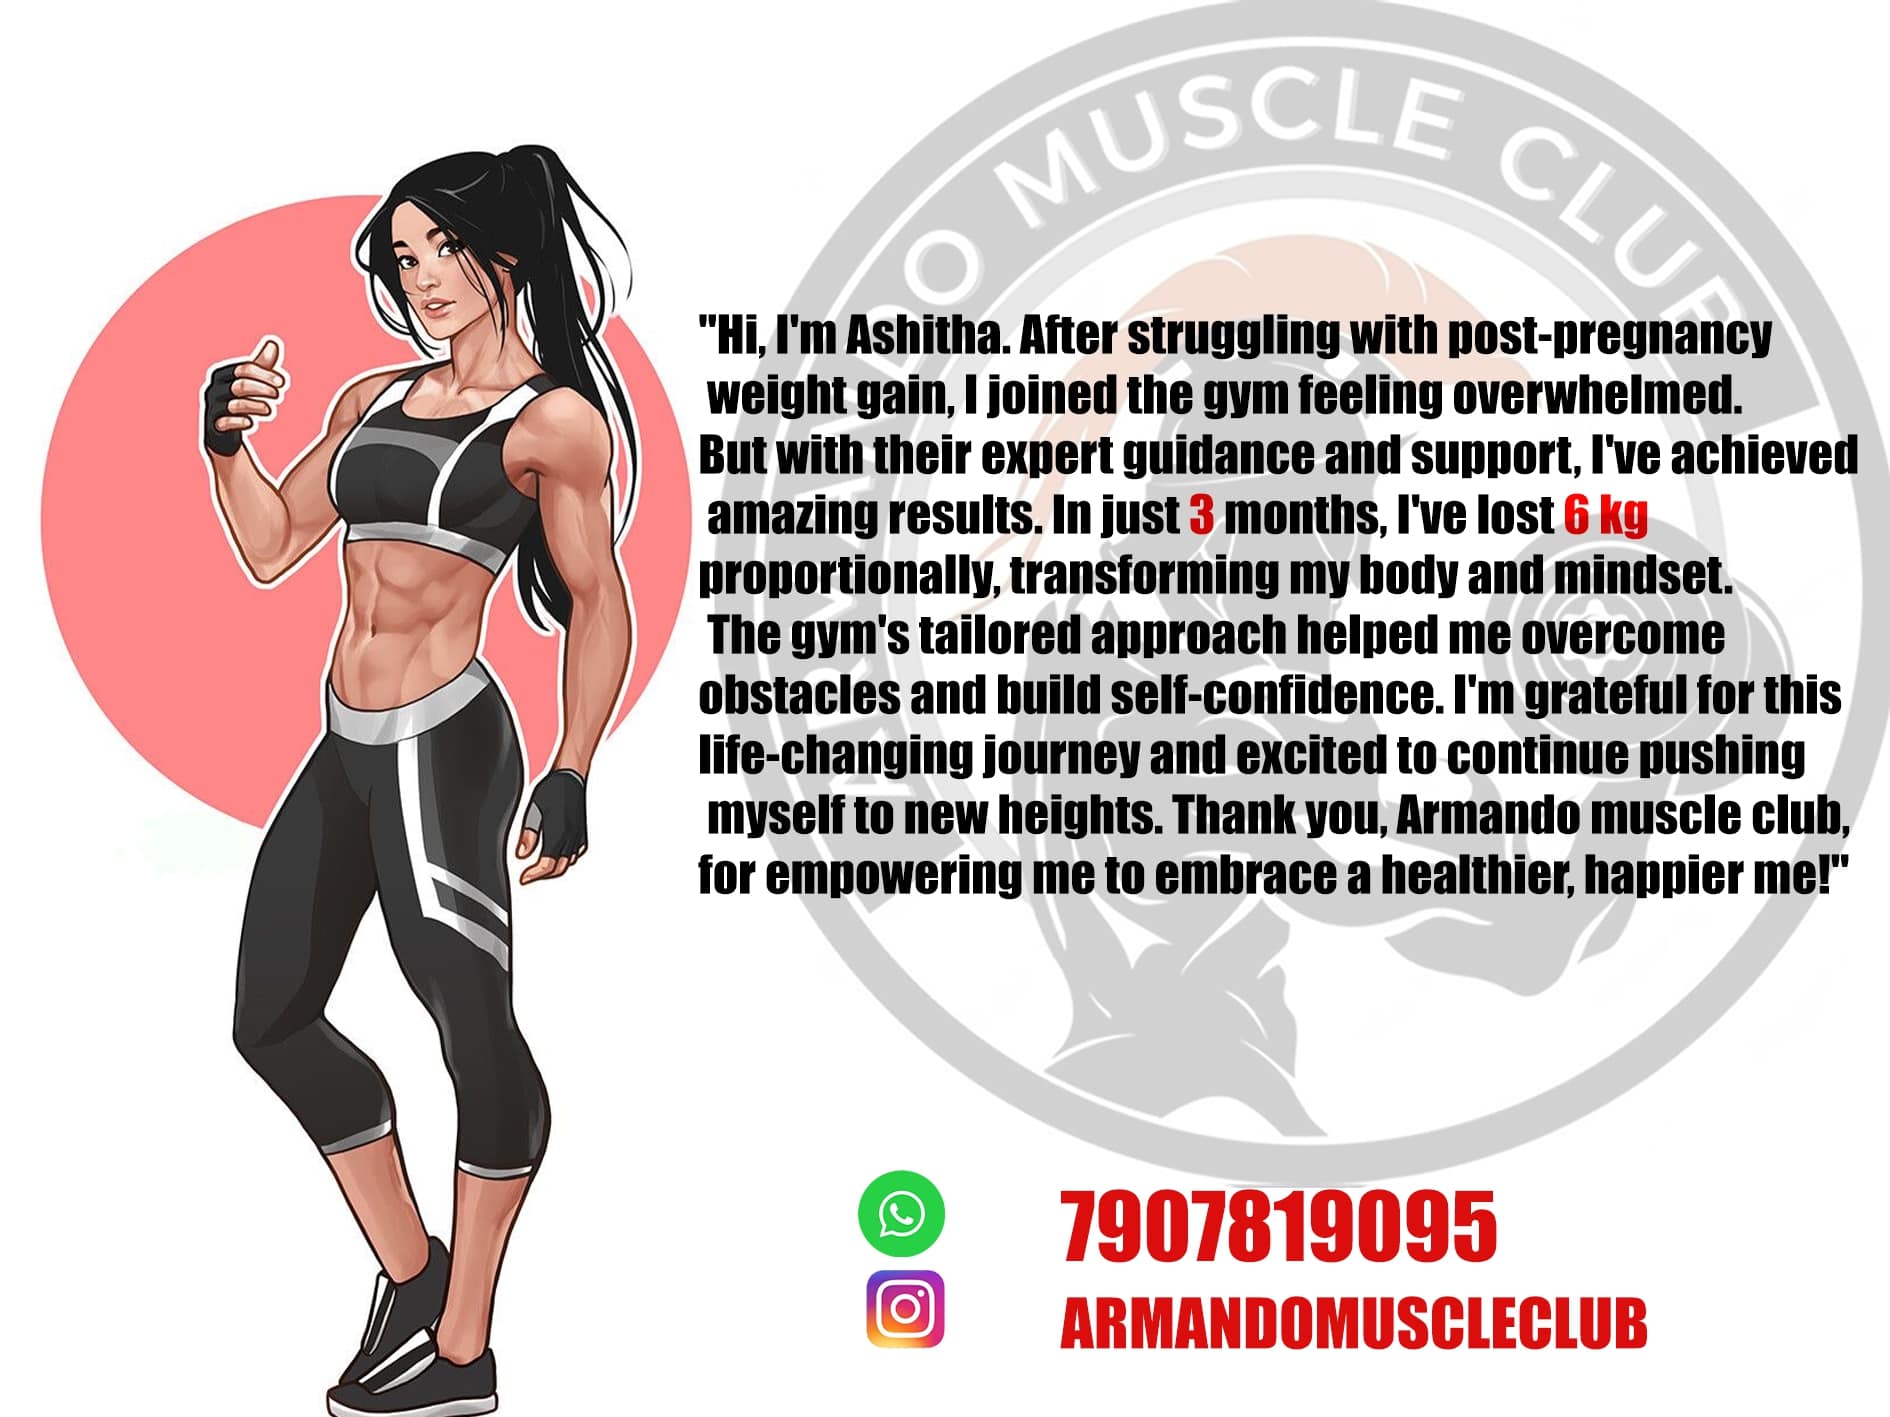 ARMANDO MUSCLE CLUB
"Hi, I'm Ashitha. After struggling with post-pregnancy
weight gain, I joined the gym feeling overwhelmed.
But with their expert guidance and support, I've achieved
amazing results. In just 3 months, I've lost 6 kg
proportionally, transforming my body and mindset.
The gym's tailored approach helped me overcome
obstacles and build self-confidence. I'm grateful for this
life-changing journey and excited to continue pushing
myself to new heights. Thank you, Armando muscle club,
for empowering me to embrace a healthier, happier me!"
7907819095
ARMANDOMUSCLECLUB